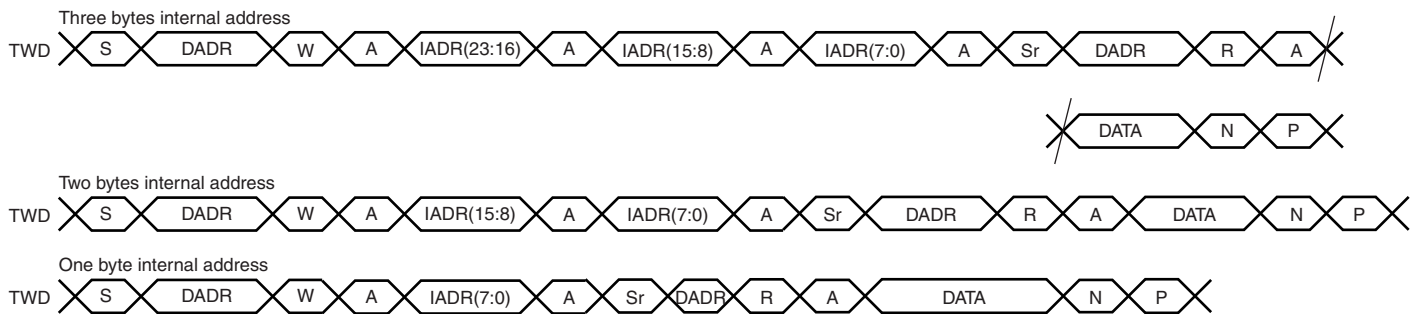 Three bytes internal address
TWD S DADR W A IADR(23:16) A IADR(15:8) A IADR(7:0) A Sr DADR R A
DATA N P
Two bytes internal address
TWD S DADR W A IADR(15:8) A IADR(7:0) A Sr DADR R A DATA N P
One byte internal address
TWD S DADR W A IADR(7:0) A Sr DADR R A DATA N P